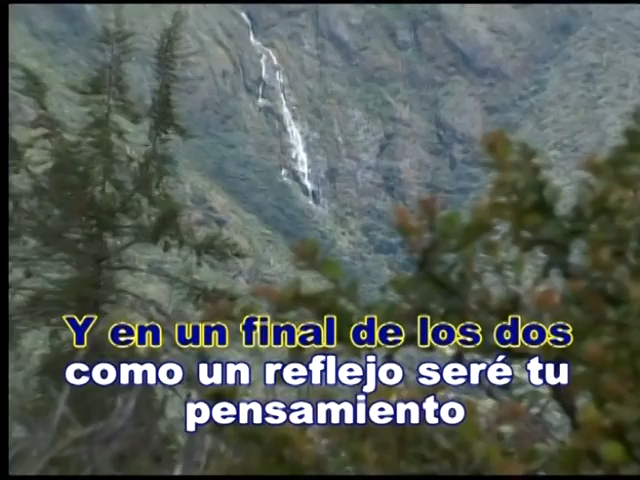 Y en un final de los dos
como un reflejo seré tu
pensamiento